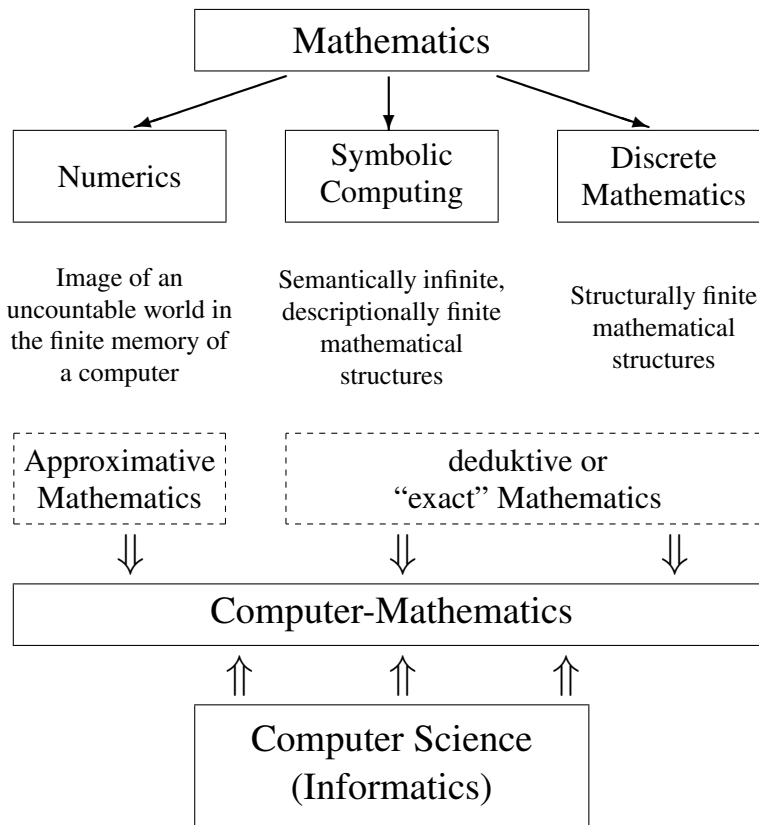 Mathematics
Numerics
Symbolic
Computing
Discrete
Mathematics
Image of an
uncountable world in
the finite memory of
a computer
Semantically infinite,
descriptionally finite
mathematical
structures
Structurally finite
mathematical
structures
Approximative
Mathematics
deduktive or
“exact” Mathematics
Computer-Mathematics
Computer Science
(Informatics)